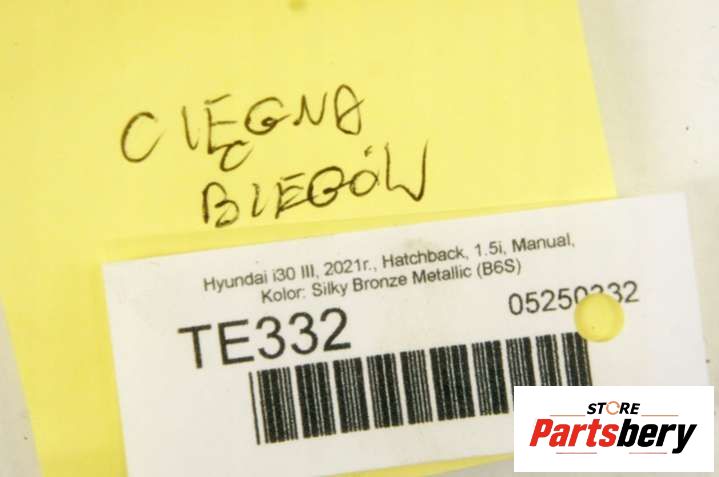 CIĘGNA
BIEGÓW
Hyundai i30 III, 2021r., Hatchback, 1.5i, Manual,
Kolor: Silky Bronze Metallic (B6S)
TE332
STORE
Partsbery